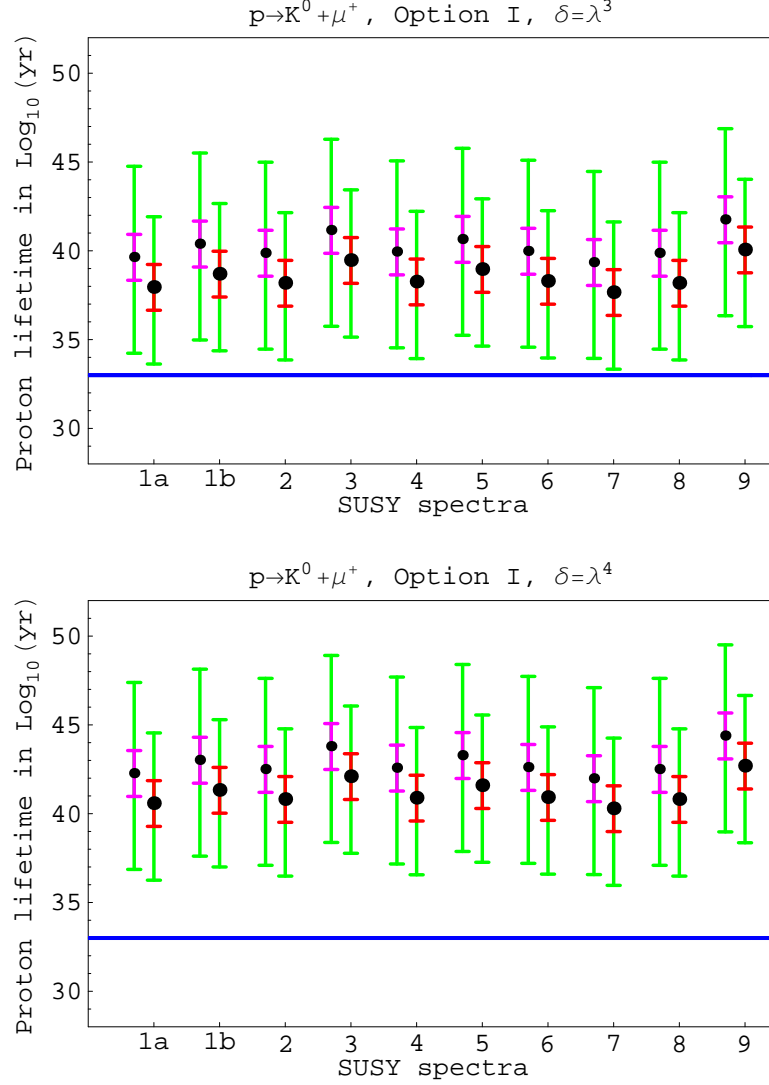 p→K⁰+μ⁺, Option I, δ=λ³
Proton lifetime in Log₁₀(yr)
50
45
40
35
30
1a 1b 2 3 4 5 6 7 8 9
SUSY spectra
p→K⁰+μ⁺, Option I, δ=λ⁴
Proton lifetime in Log₁₀(yr)
50
45
40
35
30
1a 1b 2 3 4 5 6 7 8 9
SUSY spectra